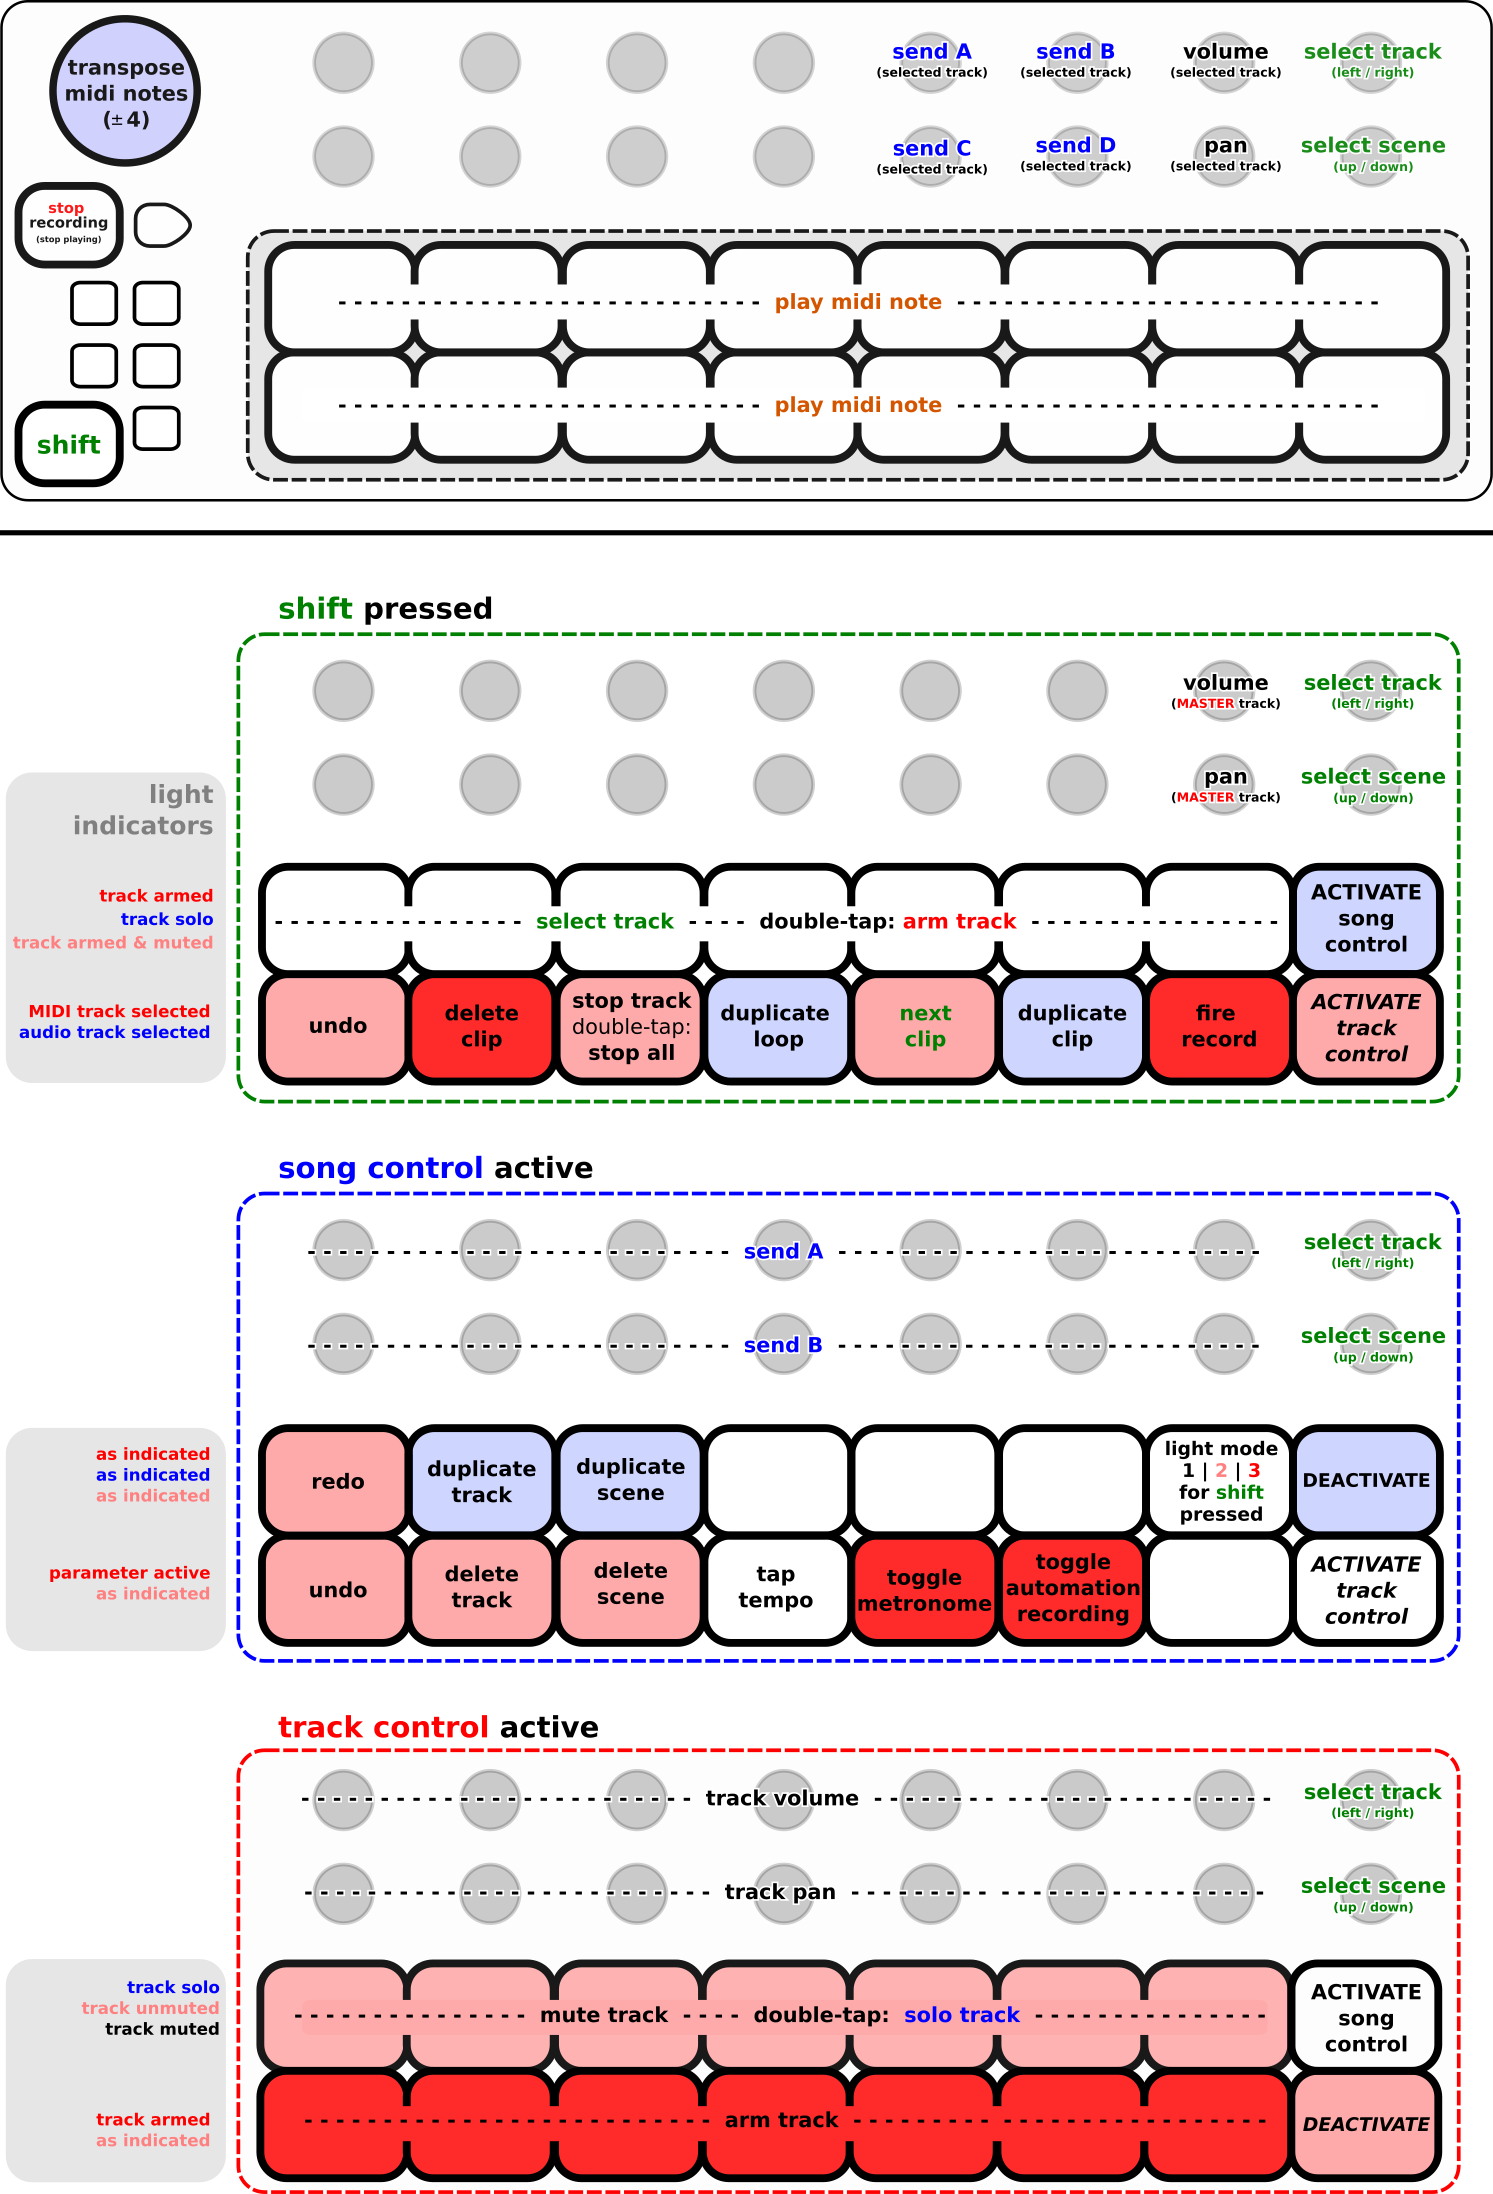 transpose
midi notes
(±4)
send A
(selected track)
send B
(selected track)
volume
(selected track)
select track
(left / right)
send C
(selected track)
send D
(selected track)
pan
(selected track)
select scene
(up / down)
stop
recording
(stop playing)
play midi note
play midi note
shift
shift pressed
volume
(MASTER track)
select track
(left / right)
pan
(MASTER track)
select scene
(up / down)
light
indicators
track armed
track solo
track armed & muted
select track
double-tap: arm track
ACTIVATE
song
control
MIDI track selected
audio track selected
undo
delete
clip
stop track
double-tap:
stop all
duplicate
loop
next
clip
duplicate
clip
fire
record
ACTIVATE
track
control
song control active
send A
select track
(left / right)
send B
select scene
(up / down)
as indicated
as indicated
as indicated
redo
duplicate
track
duplicate
scene
light mode
1 | 2 | 3
for shift
pressed
DEACTIVATE
parameter active
as indicated
undo
delete
track
delete
scene
tap
tempo
toggle
metronome
toggle
automation
recording
ACTIVATE
track
control
track control active
track volume
select track
(left / right)
track pan
select scene
(up / down)
track solo
track unmuted
track muted
mute track
double-tap: solo track
ACTIVATE
song
control
track armed
as indicated
arm track
DEACTIVATE